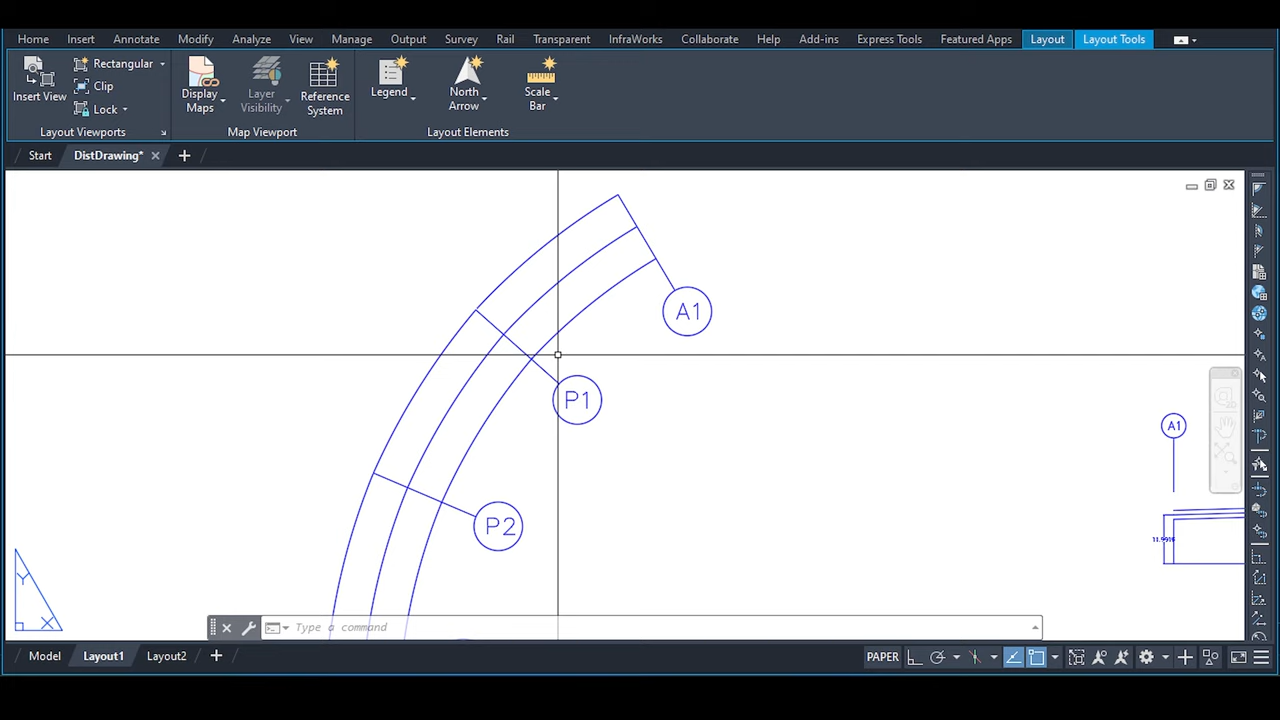 Home Insert Annotate Modify Analyze View Manage Output Survey Rail Transparent InfraWorks Collaborate Help Add-ins Express Tools Featured Apps Layout Layout Tools
Insert View
Rectangular
Clip
Lock
Layout Viewports
Display Maps
Layer Visibility
Reference System
Map Viewport
Legend
North Arrow
Scale Bar
Layout Elements
Start DistDrawing*
A1
P1
P2
A1
Y
X
Type a command
Model Layout1 Layout2
PAPER